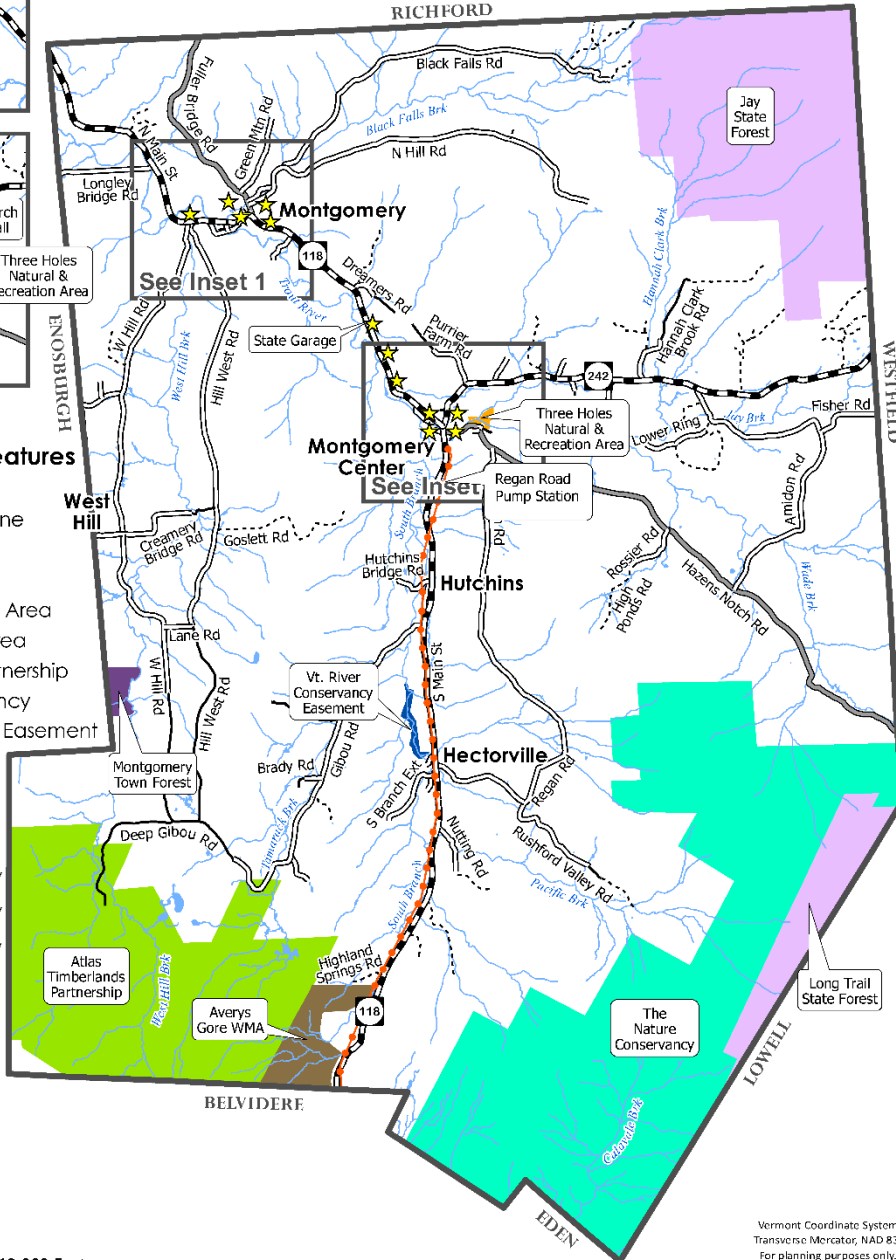 RICHFORD
Black Falls Rd
Fuller Bridge Rd
Green Mtn Rd
Black Falls Brk
Jay
State
Forest
N Main St
N Hill Rd
Longley
Bridge Rd
Montgomery
Three Holes
Natural &
118
See Inset 1
Hannah Clark Brk
Dreamers Rd
Trout River
W Hill Rd
State Garage
Purrier
Farm Rd
Hannah Clark
Brook Rd
ENOSBURGH
West Hill Brk
Hill West Rd
242
WESTFIELD
Three Holes
Natural &
Recreation Area
Jay Brk
Fisher Rd
Lower Ring
Montgomery
Center
See Inset
Regan Road
Pump Station
South Branch
Amidon Rd
West
Hill
Creamery
Bridge Rd
Goslett Rd
Rossier Rd
Hutchins
Bridge Rd
Hutchins
High
Ponds Rd
Hazens Notch Rd
Wade Brk
Area
Lane Rd
S Main St
W Hill Rd
Vt. River
Conservancy
Easement
Hill West Rd
Easement
Gibou Rd
Hectorville
Montgomery
Town Forest
Brady Rd
S Branch Ext
Regan Rd
Deep Gibou Rd
Tamarack Brk
Nutting Rd
Rushford Valley Rd
Pacific Brk
South Branch
Atlas
Timberlands
Partnership
West Hill Brk
Highland
Springs Rd
Long Trail
State Forest
Averys
Gore WMA
118
The
Nature
Conservancy
LOWELL
BELVIDERE
Calavale Brk
EDEN
Vermont Coordinate System
Transverse Mercator, NAD 83
For planning purposes only.